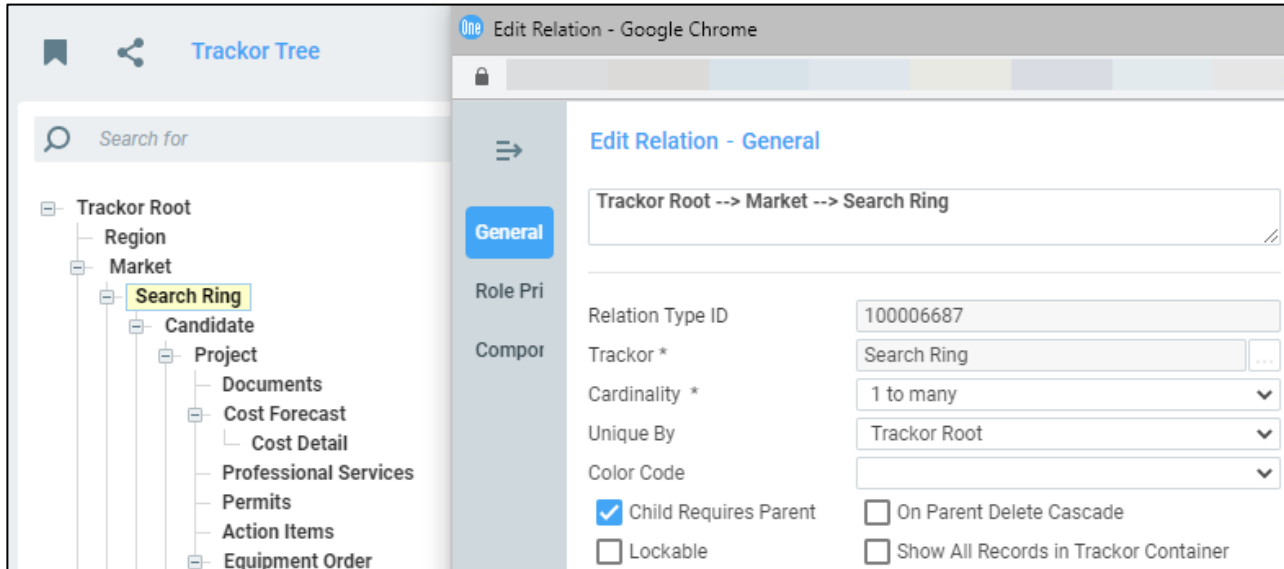 Trackor Tree
Search for
Trackor Root
Region
Market
Search Ring
Candidate
Project
Documents
Cost Forecast
Cost Detail
Professional Services
Permits
Action Items
Equipment Order
One Edit Relation - Google Chrome
Edit Relation - General
Trackor Root --> Market --> Search Ring
General
Role Pri
Compor
Relation Type ID 100006687
Trackor * Search Ring ...
Cardinality * 1 to many
Unique By Trackor Root
Color Code
Child Requires Parent On Parent Delete Cascade
Lockable Show All Records in Trackor Container